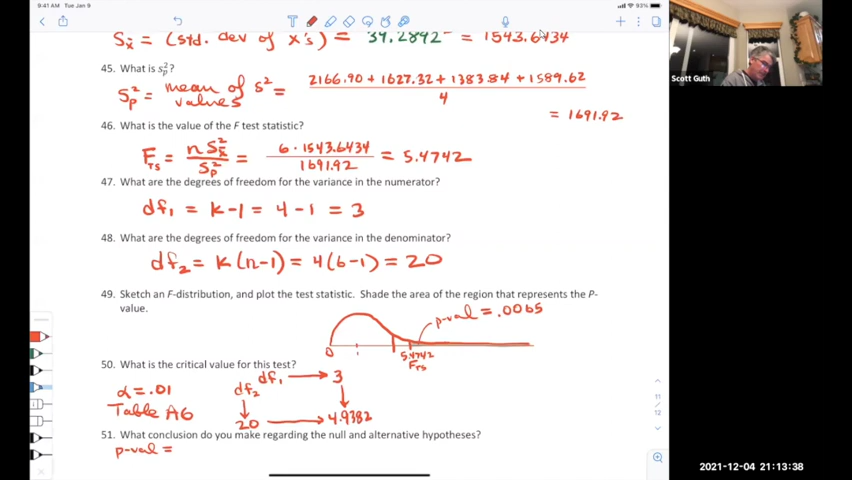 9:41 AM Tue Jan 9
93%
S²x̄ = (std. dev of x̄'s)² = 39.2892² = 1543.6434
45. What is s²p?
S²p = mean of s² values = 2166.90 + 1627.32 + 1383.84 + 1589.62 / 4
= 1691.92
46. What is the value of the F test statistic?
F_TS = nS²x̄ / S²p = 6 · 1543.6434 / 1691.92 = 5.4742
47. What are the degrees of freedom for the variance in the numerator?
df₁ = k-1 = 4-1 = 3
48. What are the degrees of freedom for the variance in the denominator?
df₂ = k(n-1) = 4(6-1) = 20
49. Sketch an F-distribution, and plot the test statistic. Shade the area of the region that represents the P-
value.
p-val = .0065
0
5.4742
F_TS
50. What is the critical value for this test?
α = .01
Table A6
df₁ → 3
df₂
20 → 4.9382
51. What conclusion do you make regarding the null and alternative hypotheses?
p-val =
11
12
Scott Guth
2021-12-04 21:13:38